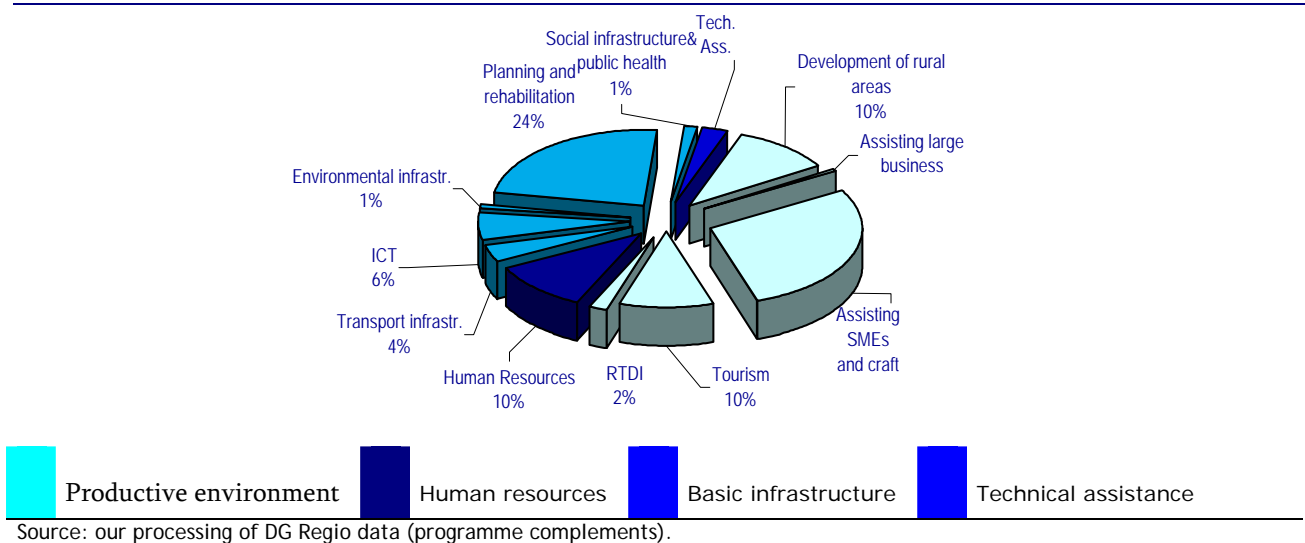 Tech.
Ass.
Social infrastructure&
public health
1%
Planning and
rehabilitation
24%
Development of rural
areas
10%
Assisting large
business
Environmental infrastr.
1%
ICT
6%
Transport infrastr.
4%
Human Resources
10%
RTDI
2%
Tourism
10%
Assisting
SMEs
and craft
Productive environment
Human resources
Basic infrastructure
Technical assistance
Source: our processing of DG Regio data (programme complements).